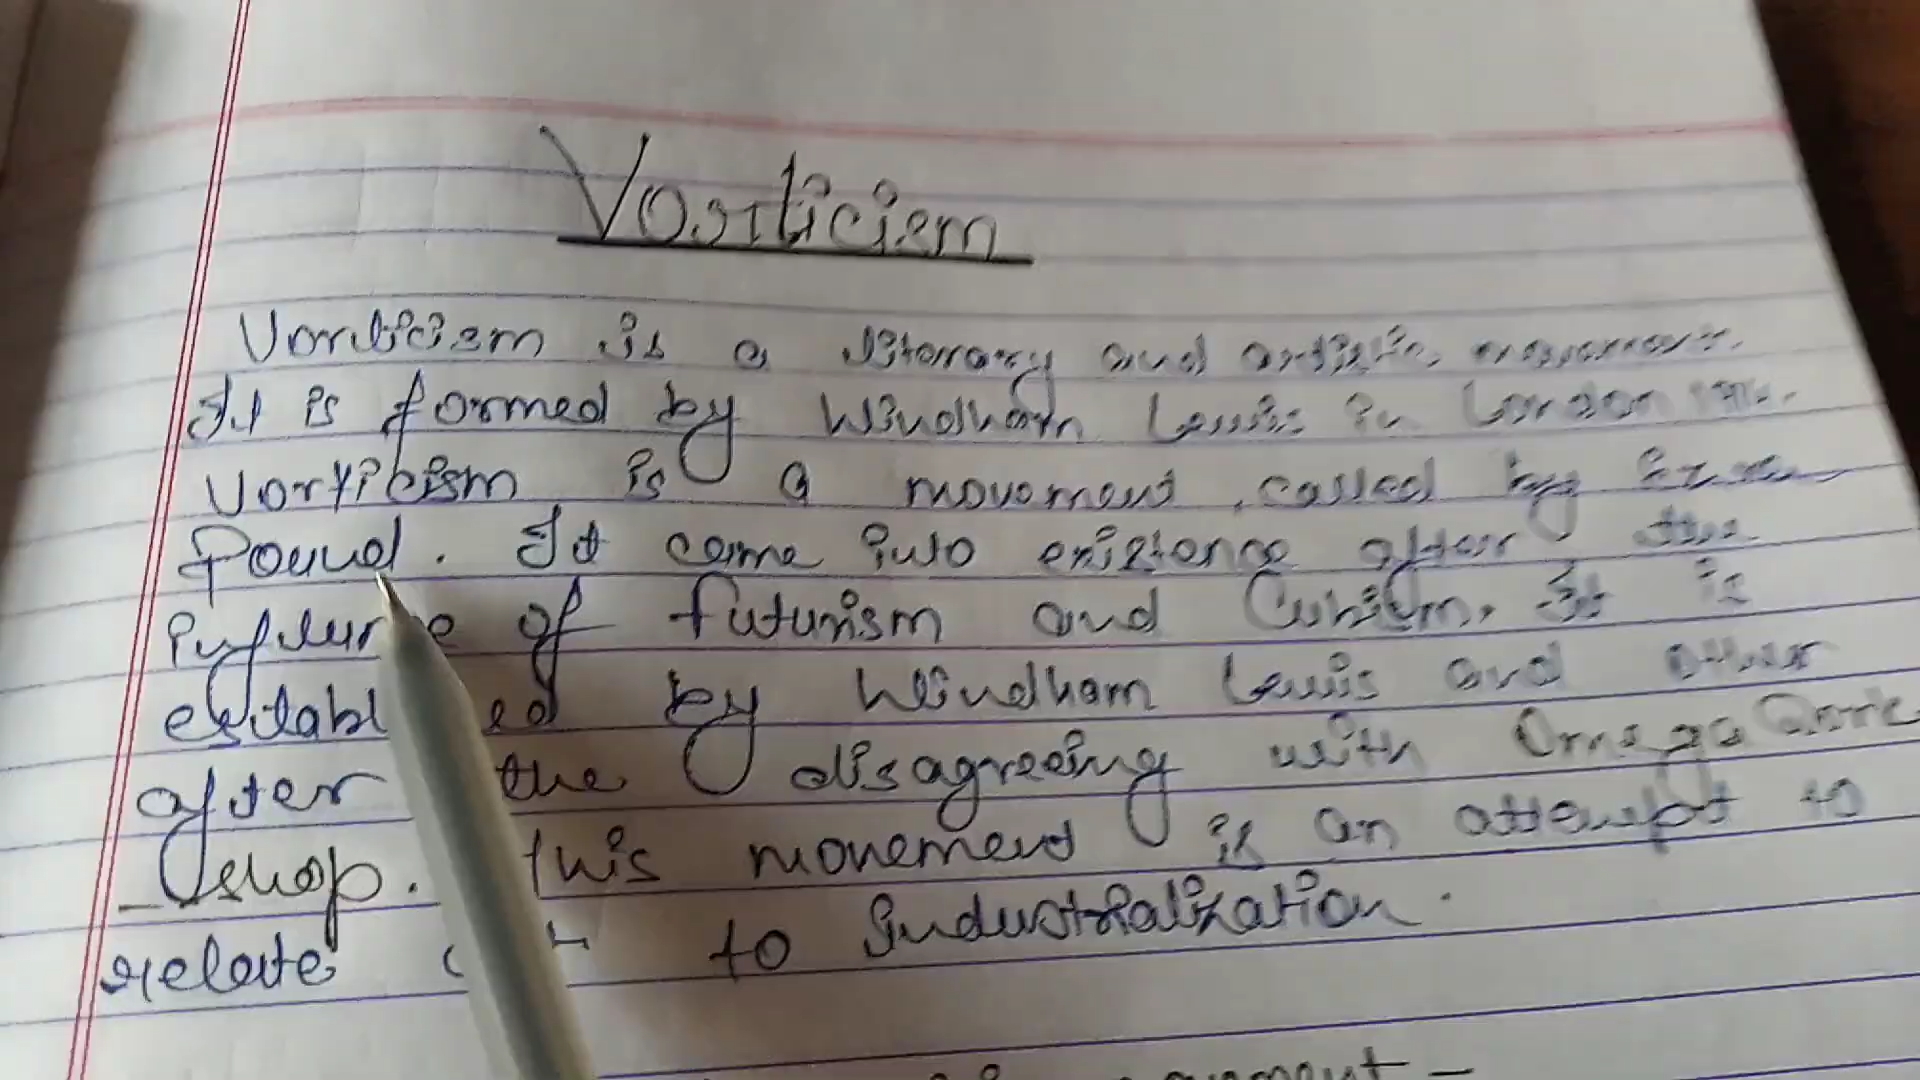 Vorticism
Vorticism is a literary and artistic movement.
It is formed by Windham Lewis in London
Vorticism is a movement, called by Ezra
Pound. It came into existence after the
of futurism and Cubism. It is
by Windham Lewis and other
after the disagreeing with Omega
shop. This movement is an attempt to
relate to Industralization.